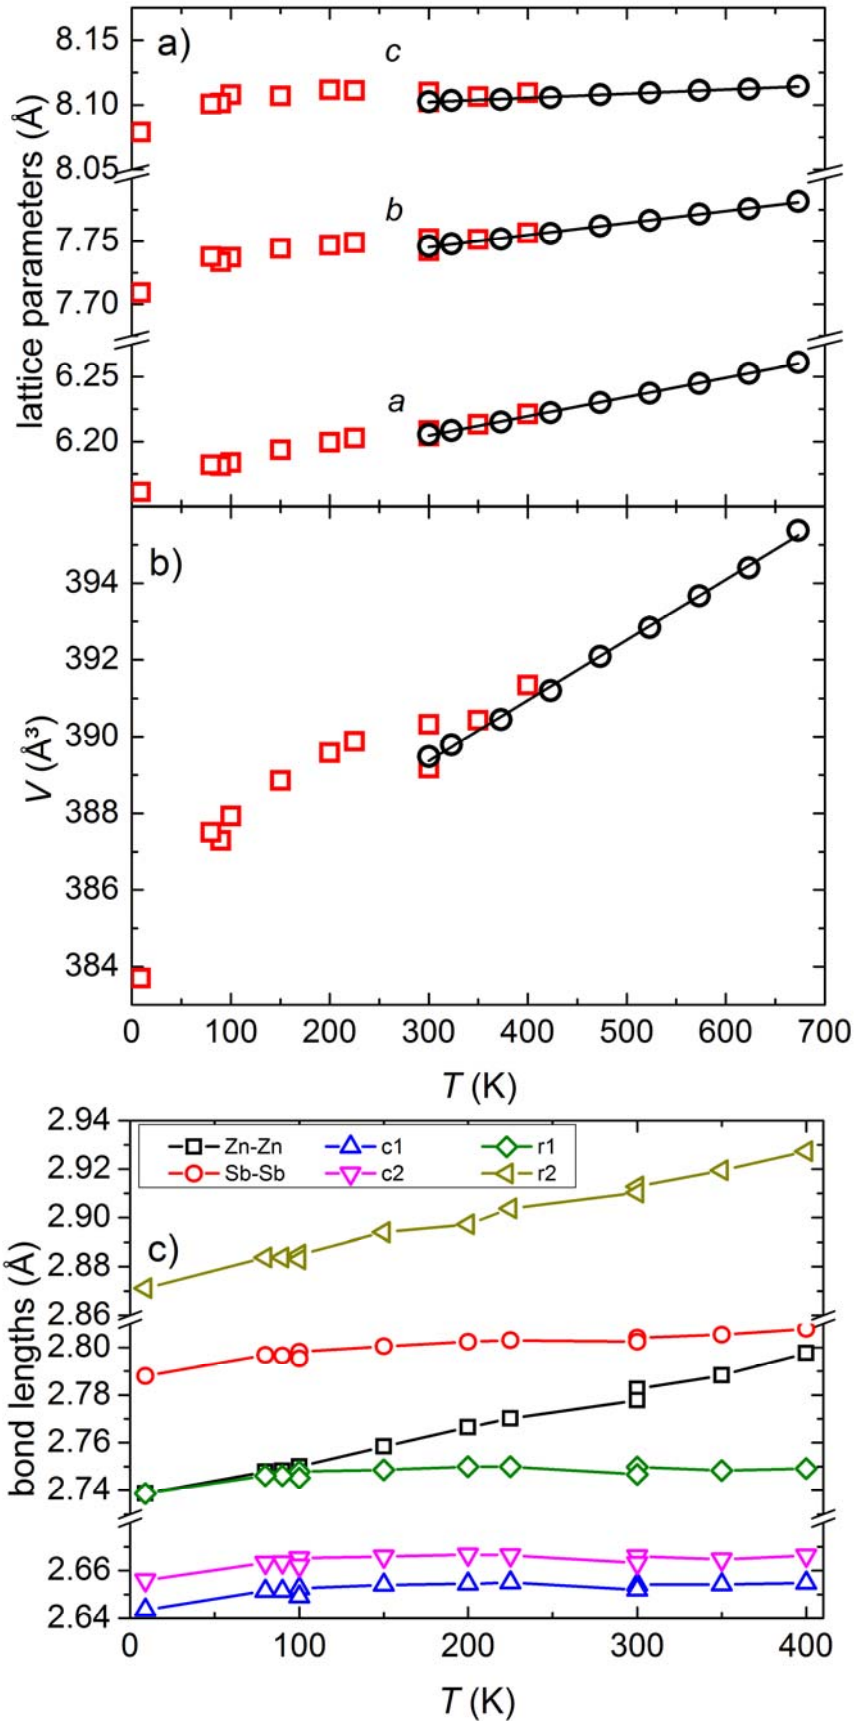 a)
c
8.15
8.10
8.05
b
7.75
7.70
a
6.25
6.20
lattice parameters (Å)
b)
394
392
390
388
386
384
V (Å³)
0 100 200 300 400 500 600 700
T (K)
2.94
2.92
2.90
2.88
2.86
2.80
2.78
2.76
2.74
2.66
2.64
Zn-Zn c1 r1
Sb-Sb c2 r2
c)
bond lengths (Å)
0 100 200 300 400
T (K)